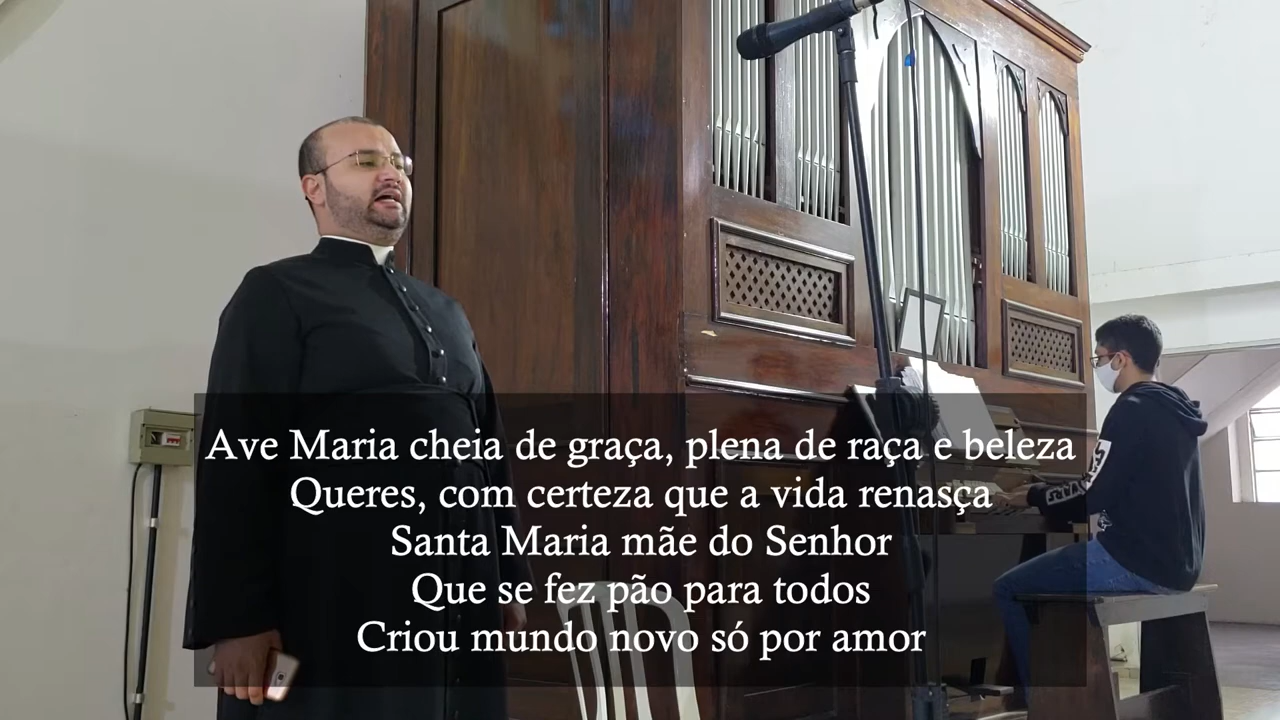 Ave Maria cheia de graça, plena de raça e beleza
Queres, com certeza que a vida renasça
Santa Maria mãe do Senhor
Que se fez pão para todos
Criou mundo novo só por amor